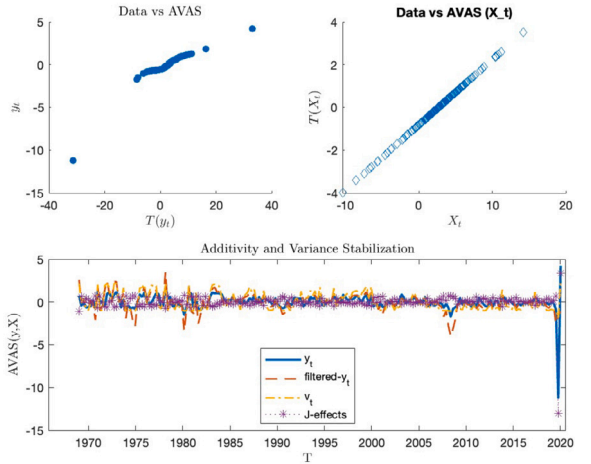 Data vs AVAS
5
0
-5
-10
-15
y_t
-40 -20 0 20 40
T(y_t)
Data vs AVAS (X_t)
4
2
0
-2
-4
T(X_t)
-10 0 10 20
X_t
Additivity and Variance Stabilization
5
0
-5
-10
-15
AVAS(y,X)
y_t
filtered-y_t
v_t
J-effects
1970 1975 1980 1985 1990 1995 2000 2005 2010 2015 2020
T